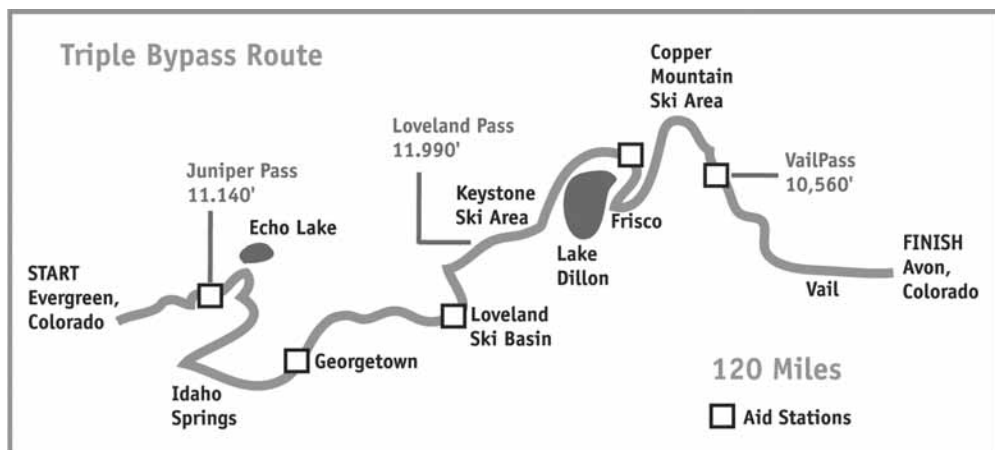 Triple Bypass Route
Copper
Mountain
Ski Area
Loveland Pass
11.990'
Juniper Pass
11.140'
VailPass
10,560'
Keystone
Ski Area
Echo Lake
Frisco
START
Evergreen,
Colorado
Lake
Dillon
FINISH
Avon,
Colorado
Vail
Loveland
Ski Basin
Georgetown
Idaho
Springs
120 Miles
Aid Stations